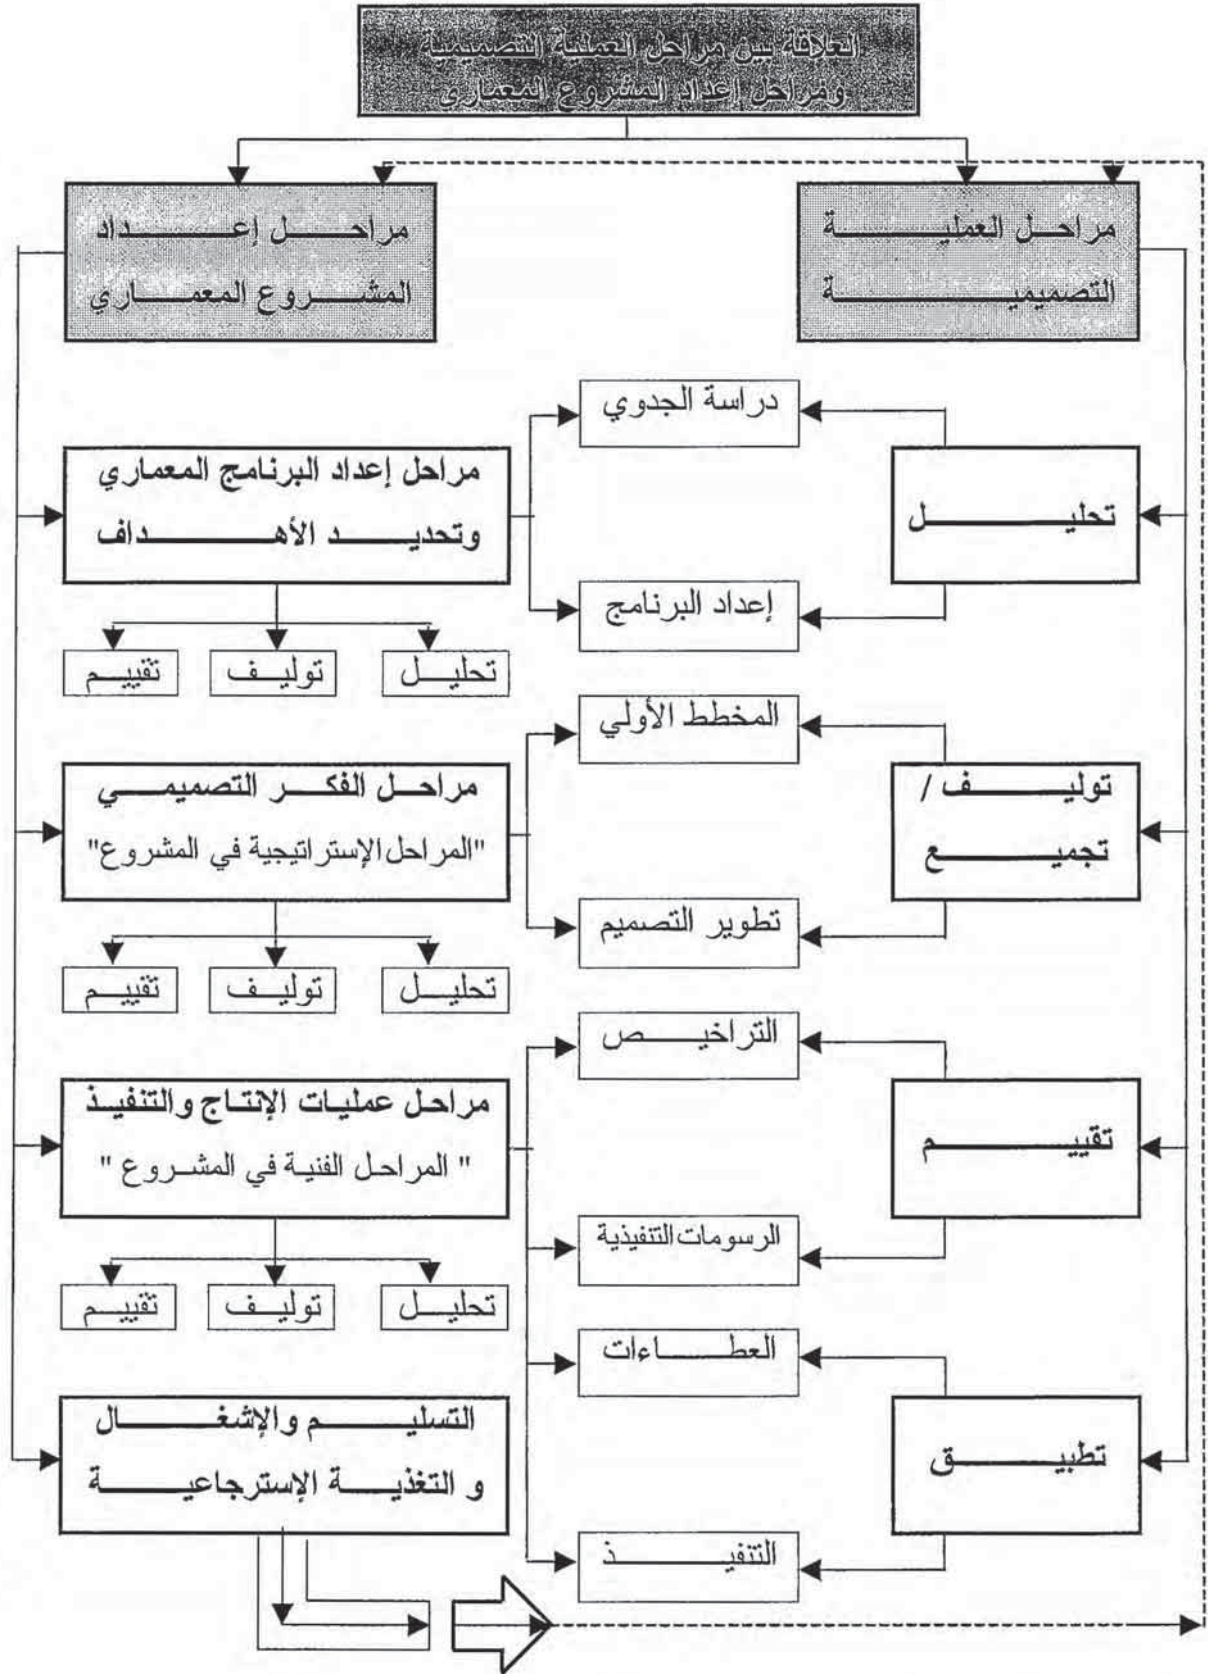 العلاقة بين مراحل العملية التصميمية
ومراحل إعداد المشروع المعماري
مراحل العملية
التصميمية
مراحل إعداد
المشروع المعماري
دراسة الجدوي
تحليل
مراحل إعداد البرنامج المعماري
وتحديد الأهداف
إعداد البرنامج
تحليل
توليف
تقييم
المخطط الأولي
توليف /
تجميع
مراحل الفكر التصميمي
"المراحل الإستراتيجية في المشروع"
تطوير التصميم
تحليل
توليف
تقييم
التراخيص
تقييم
مراحل عمليات الإنتاج والتنفيذ
" المراحل الفنية في المشروع "
الرسومات التنفيذية
تحليل
توليف
تقييم
العطاءات
تطبيق
التسليم والإشغال
و التغذية الإسترجاعية
التنفيذ